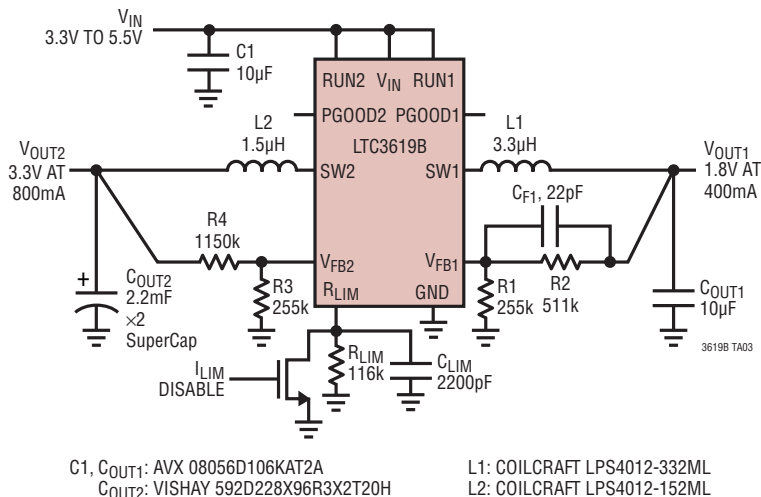 VIN
3.3V TO 5.5V
C1
10µF
RUN2 VIN RUN1
PGOOD2 PGOOD1
LTC3619B
SW2 SW1
L2
1.5µH
L1
3.3µH
VOUT2
3.3V AT
800mA
VOUT1
1.8V AT
400mA
CF1, 22pF
R4
1150k
VFB2 VFB1
R3
255k
RLIM GND
R1
255k
R2
511k
+
COUT2
2.2mF
×2
SuperCap
COUT1
10µF
3619B TA03
ILIM
DISABLE
RLIM
116k
CLIM
2200pF
C1, COUT1: AVX 08056D106KAT2A
COUT2: VISHAY 592D228X96R3X2T20H
L1: COILCRAFT LPS4012-332ML
L2: COILCRAFT LPS4012-152ML